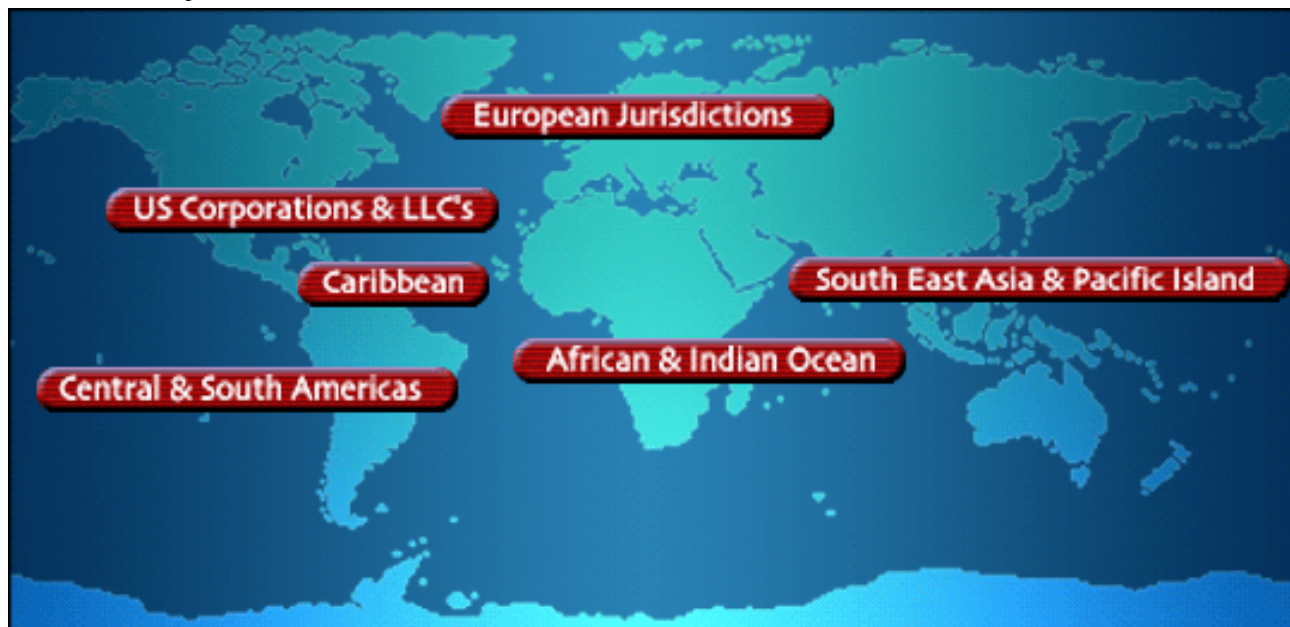 European Jurisdictions
US Corporations & LLC's
Caribbean
South East Asia & Pacific Island
African & Indian Ocean
Central & South Americas